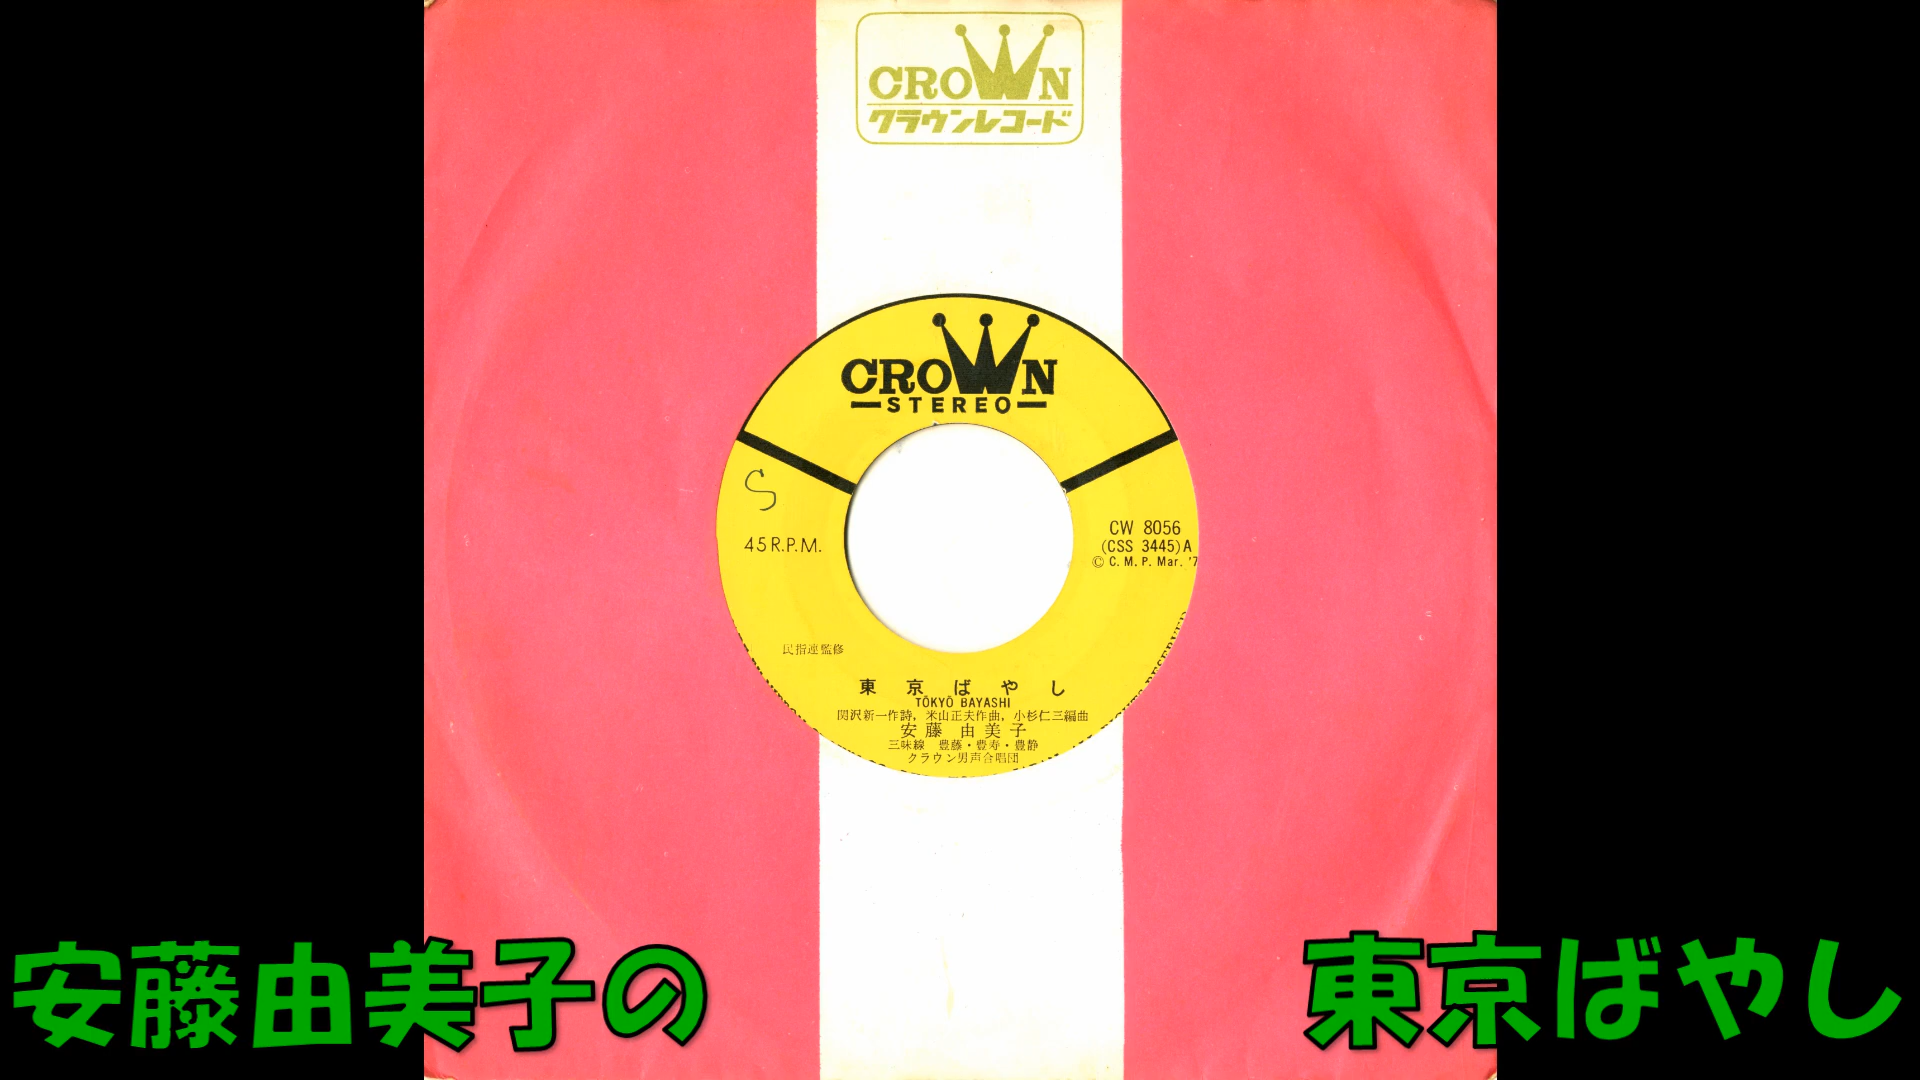 CROWN
クラウンレコード
CROWN
STEREO
S
45 R.P.M.
CW 8056
(CSS 3445) A
Ⓒ C. M. P. Mar. '7
民指連監修
東京ばやし
TŌKYŌ BAYASHI
関沢新一作詩, 米山正夫作曲, 小杉仁三編曲
安藤由美子
三味線 豊藤・豊寿・豊静
クラウン男声合唱団
安藤由美子の
東京ばやし